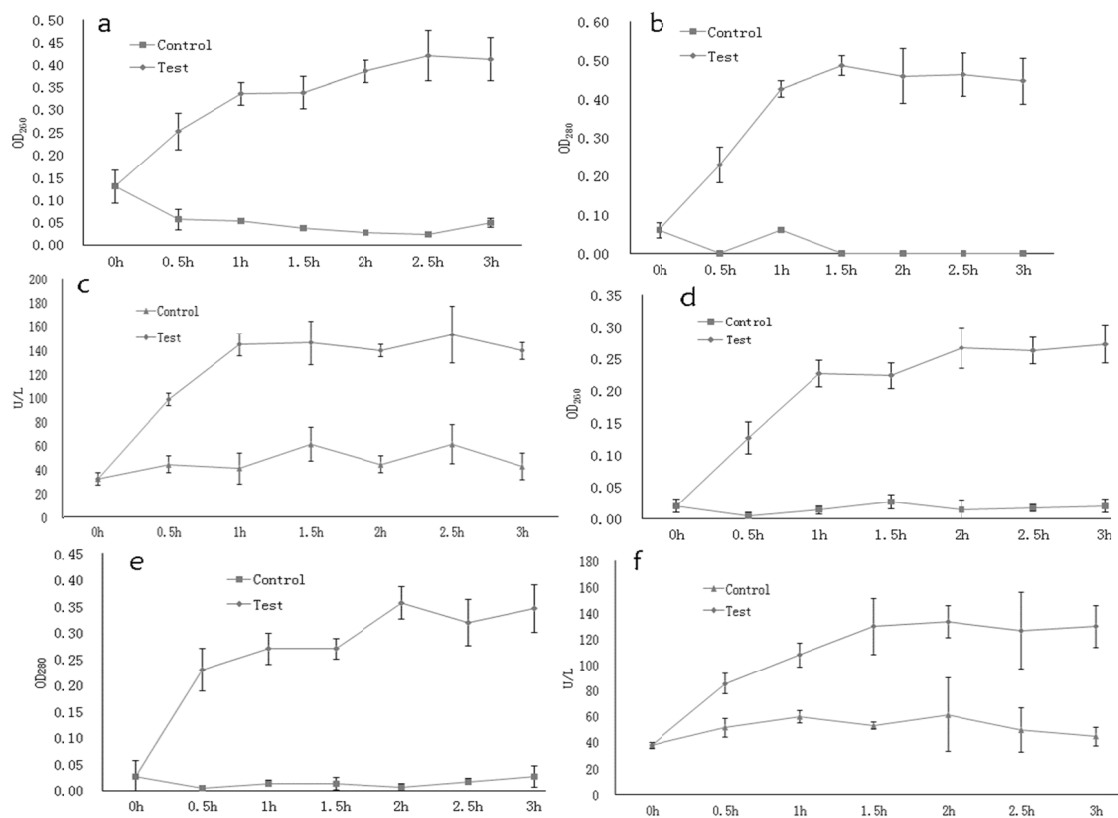 a
0.50
0.45
0.40
0.35
0.30
0.25
0.20
0.15
0.10
0.05
0.00
OD260
Control
Test
0h 0.5h 1h 1.5h 2h 2.5h 3h
b
0.60
0.50
0.40
0.30
0.20
0.10
0.00
OD280
Control
Test
0h 0.5h 1h 1.5h 2h 2.5h 3h
c
200
180
160
140
120
100
80
60
40
20
0
U/L
Control
Test
0h 0.5h 1h 1.5h 2h 2.5h 3h
d
0.35
0.30
0.25
0.20
0.15
0.10
0.05
0.00
OD260
Control
Test
0h 0.5h 1h 1.5h 2h 2.5h 3h
e
0.45
0.40
0.35
0.30
0.25
0.20
0.15
0.10
0.05
0.00
OD280
Control
Test
0h 0.5h 1h 1.5h 2h 2.5h 3h
f
180
160
140
120
100
80
60
40
20
0
U/L
Control
Test
0h 0.5h 1h 1.5h 2h 2.5h 3h